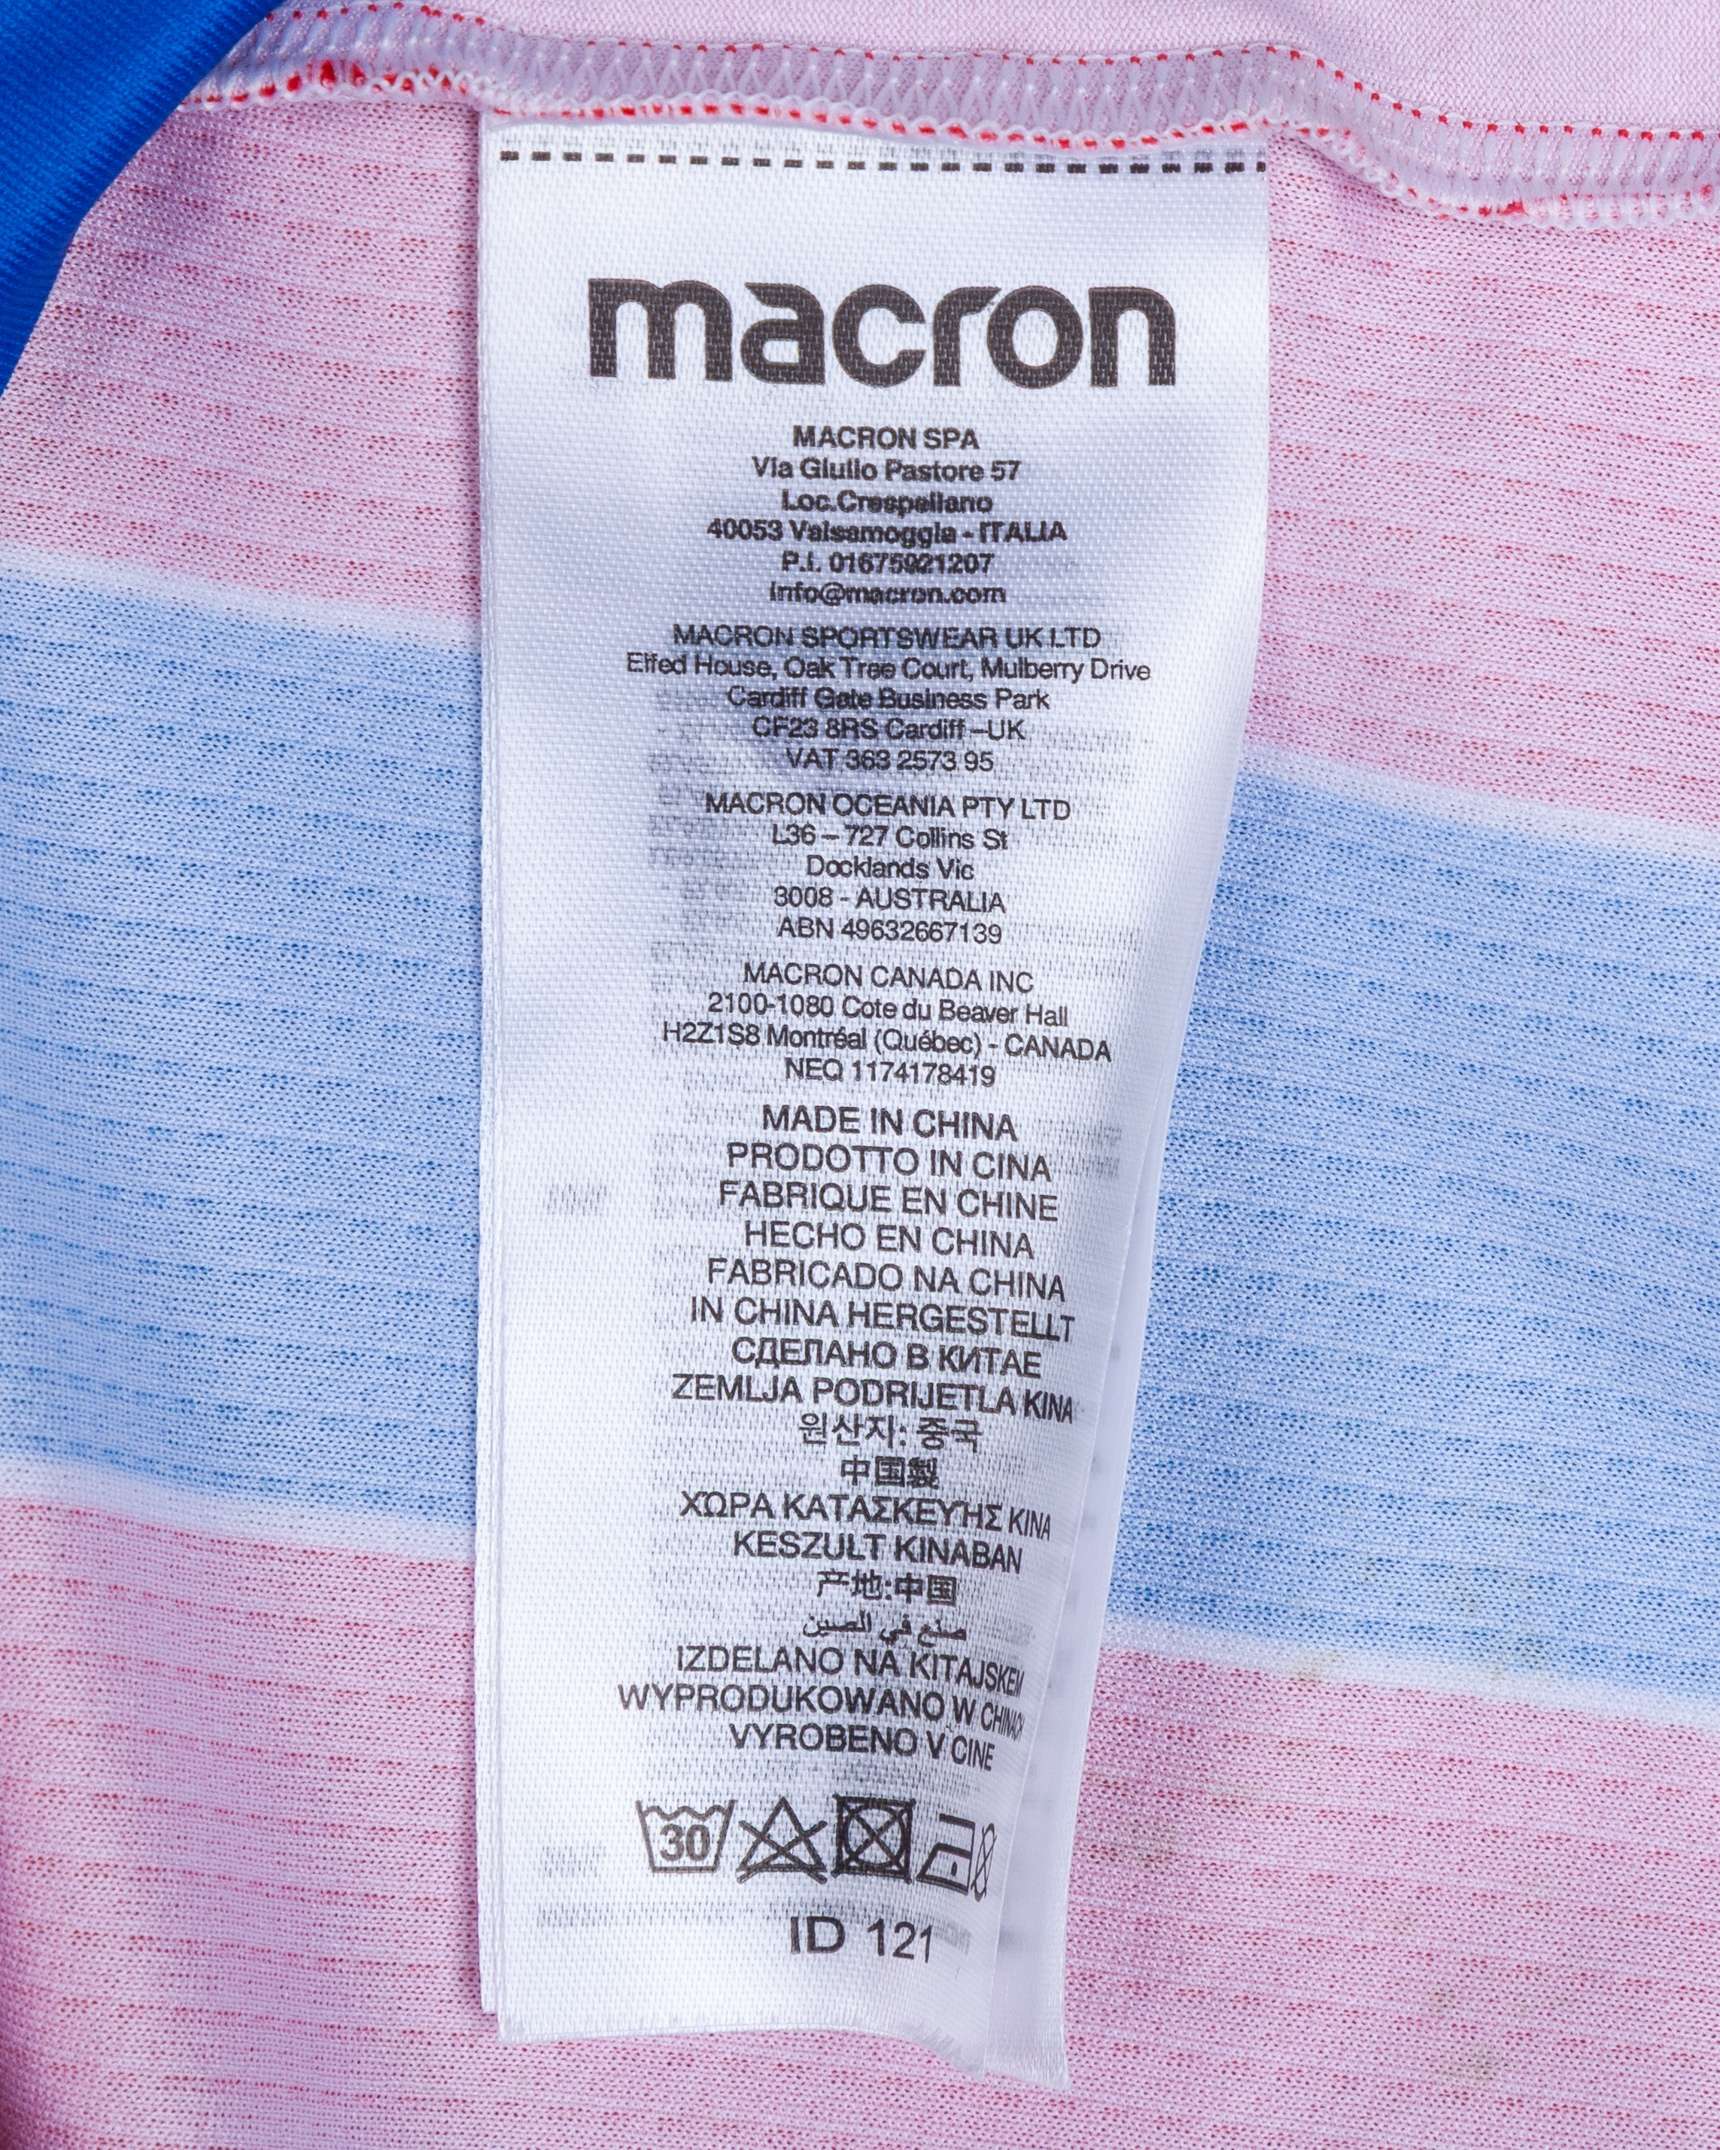 macron
MACRON SPA
Via Giulio Pastore 57
Loc.Crespellano
40053 Valsamoggia - ITALIA
P.I. 01675921207
info@macron.com
MACRON SPORTSWEAR UK LTD
Elfed House, Oak Tree Court, Mulberry Drive
Cardiff Gate Business Park
CF23 8RS Cardiff –UK
VAT 363 2573 95
MACRON OCEANIA PTY LTD
L36 – 727 Collins St
Docklands Vic
3008 - AUSTRALIA
ABN 49632667139
MACRON CANADA INC
2100-1080 Cote du Beaver Hall
H2Z1S8 Montréal (Québec) - CANADA
NEQ 1174178419
MADE IN CHINA
PRODOTTO IN CINA
FABRIQUE EN CHINE
HECHO EN CHINA
FABRICADO NA CHINA
IN CHINA HERGESTELLT
СДЕЛАНО В КИТАЕ
ZEMLJA PODRIJETLA KINA
원산지: 중국
中国製
ΧΩΡΑ ΚΑΤΑΣΚΕΥΉΣ ΚΙΝΑ
KESZULT KINABAN
产地:中国
صنع في الصين
IZDELANO NA KITAJSKEM
WYPRODUKOWANO W CHINACH
VYROBENO V CINE
30
ID 121